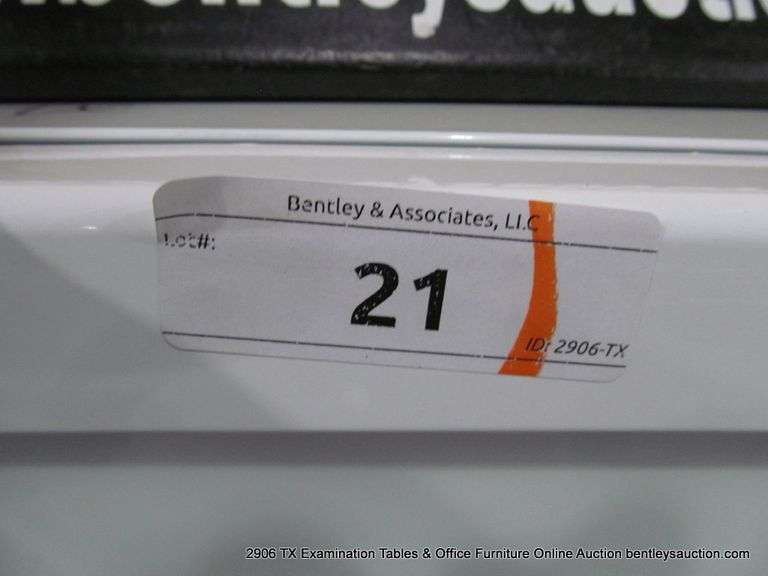 Bentley & Associates, LLC
Lot#:
21
ID: 2906-TX
2906 TX Examination Tables & Office Furniture Online Auction bentleysauction.com